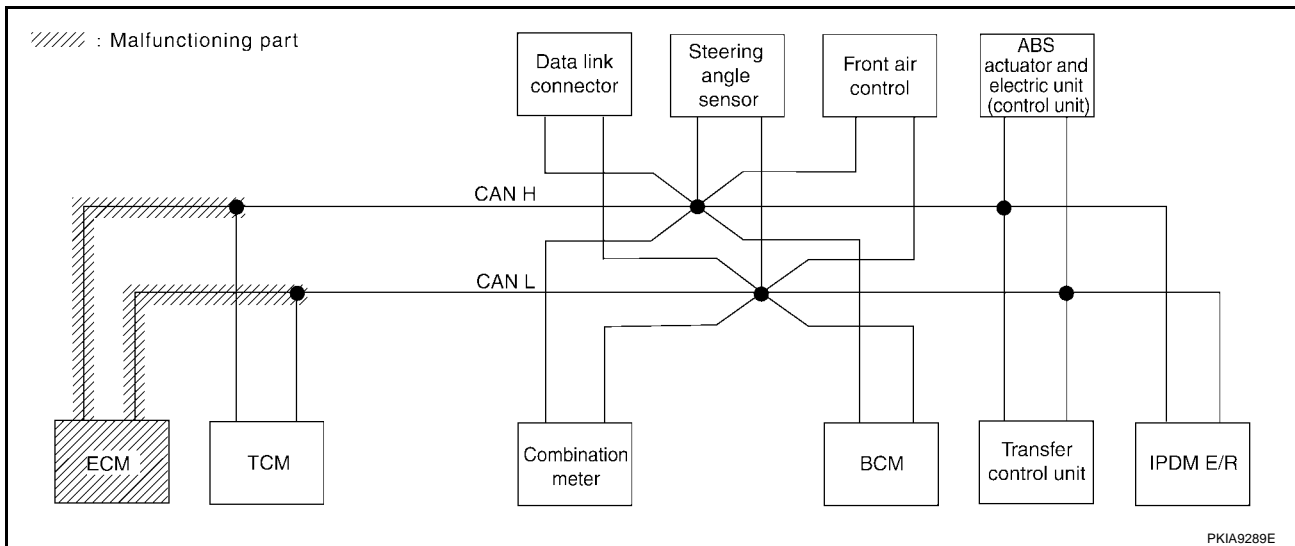 : Malfunctioning part
Data link
connector
Steering
angle
sensor
Front air
control
ABS
actuator and
electric unit
(control unit)
CAN H
CAN L
ECM
TCM
Combination
meter
BCM
Transfer
control unit
IPDM E/R
PKIA9289E